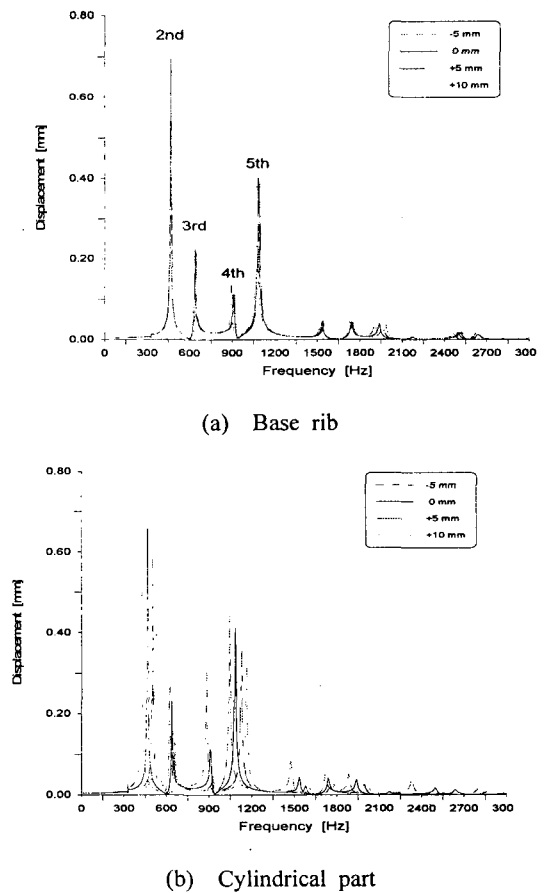 0.80
0.60
0.40
0.20
0.00
Displacement [mm]
2nd
3rd
4th
5th
-5 mm
0 mm
+5 mm
+10 mm
300 600 900 1200 1500 1800 2100 2400 2700 300
Frequency [Hz]
(a) Base rib
0.80
0.60
0.40
0.20
0.00
Displacement [mm]
-5 mm
0 mm
+5 mm
+10 mm
0 300 600 900 1200 1500 1800 2100 2400 2700 300
Frequency [Hz]
(b) Cylindrical part